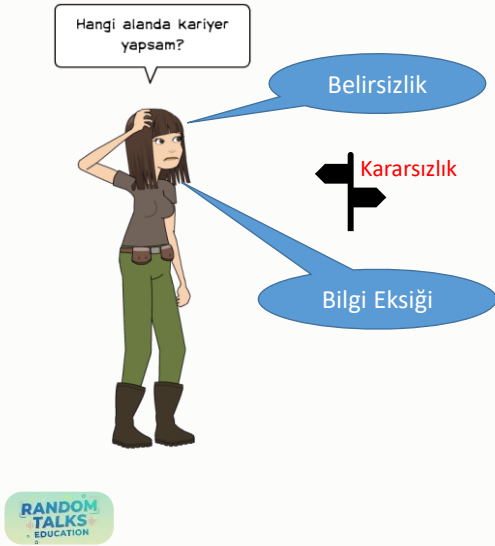 Hangi alanda kariyer
yapsam?
Belirsizlik
Kararsızlık
Bilgi Eksiği
RANDOM
TALKS
EDUCATION